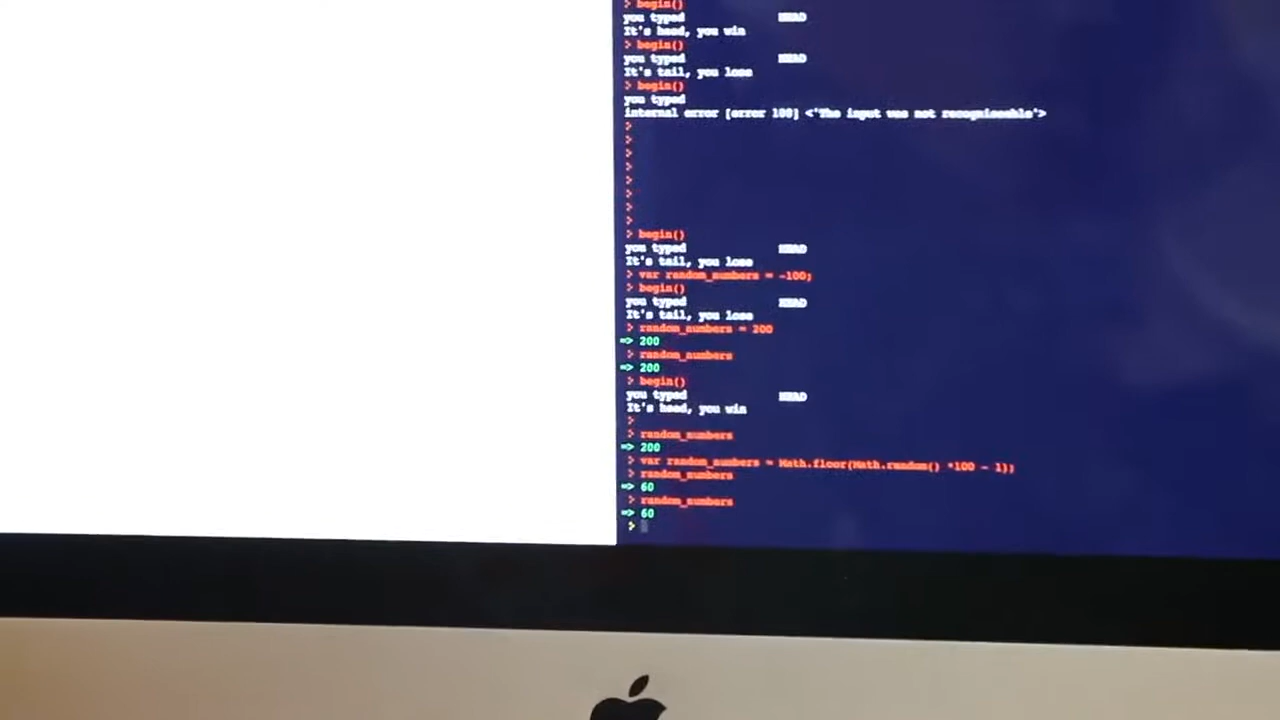 > begin()
you typed HEAD
It's head, you win
> begin()
you typed HEAD
It's tail, you lose
> begin()
you typed
internal error [error 100] <'The input was not recogniseable'>
>
>
>
>
>
>
>
>
> begin()
you typed HEAD
It's tail, you lose
> var random_numbers = -100;
> begin()
you typed HEAD
It's tail, you lose
> random_numbers = 200
=> 200
> random_numbers
=> 200
> begin()
you typed HEAD
It's head, you win
>
> random_numbers
=> 200
> var random_numbers = Math.floor(Math.random() *100 - 1));
> random_numbers
=> 60
> random_numbers
=> 60
>